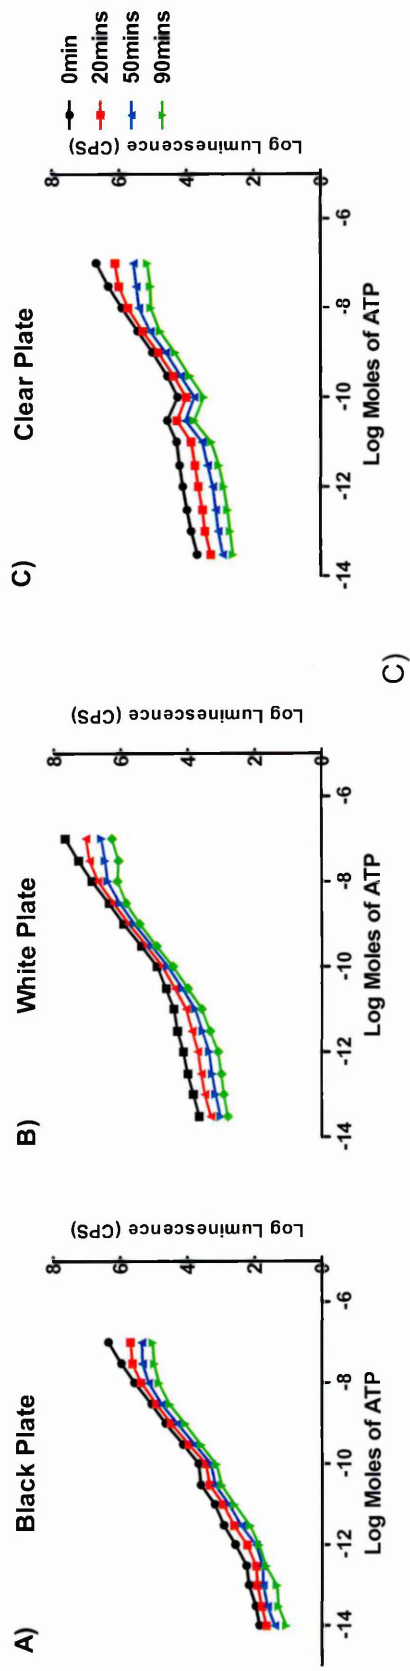 A)
Black Plate
Log Luminescence (CPS)
8
6
4
2
0
-14
-12
-10
-8
-6
Log Moles of ATP
B)
White Plate
Log Luminescence (CPS)
8
6
4
2
0
-14
-12
-10
-8
-6
Log Moles of ATP
C)
Clear Plate
Log Luminescence (CPS)
8
6
4
2
0
-14
-12
-10
-8
-6
Log Moles of ATP
0min
20mins
50mins
90mins
C)